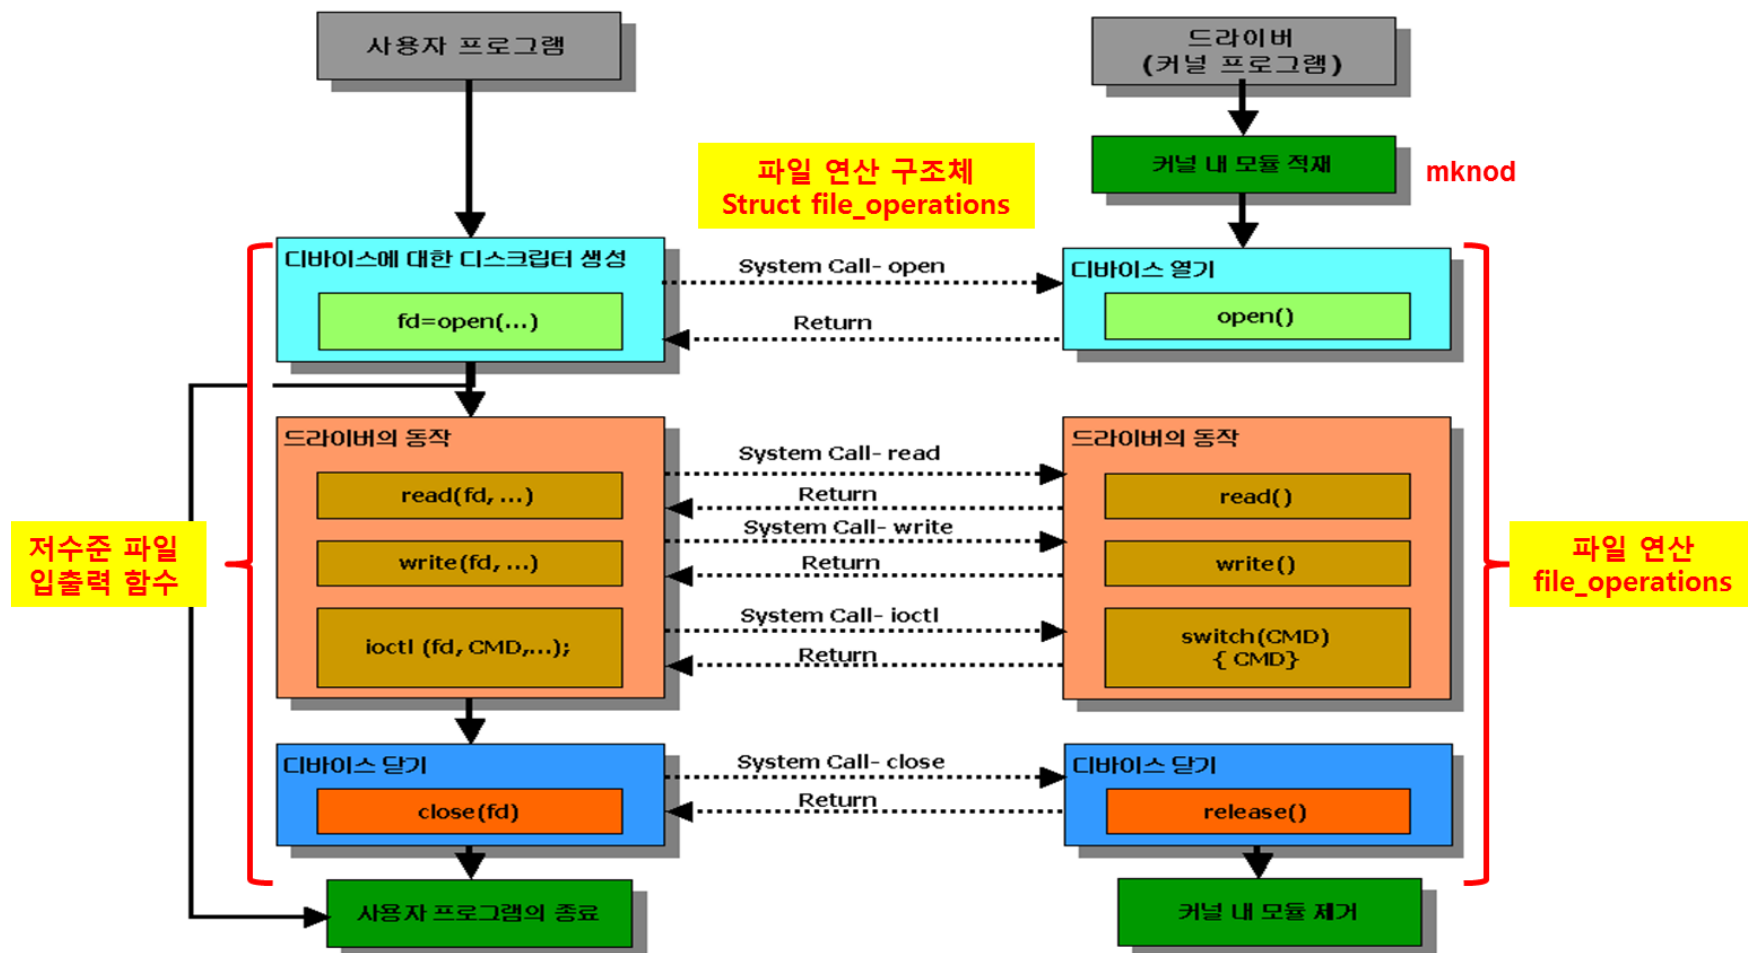 사용자 프로그램
드라이버
(커널 프로그램)
커널 내 모듈 적재
mknod
파일 연산 구조체
Struct file_operations
디바이스에 대한 디스크립터 생성
fd=open(...)
System Call- open
Return
디바이스 열기
open()
드라이버의 동작
read(fd, ...)
write(fd, ...)
ioctl (fd, CMD,...);
System Call- read
Return
System Call- write
Return
System Call- ioctl
Return
드라이버의 동작
read()
write()
switch(CMD)
{ CMD}
저수준 파일
입출력 함수
파일 연산
file_operations
디바이스 닫기
close(fd)
System Call- close
Return
디바이스 닫기
release()
사용자 프로그램의 종료
커널 내 모듈 제거